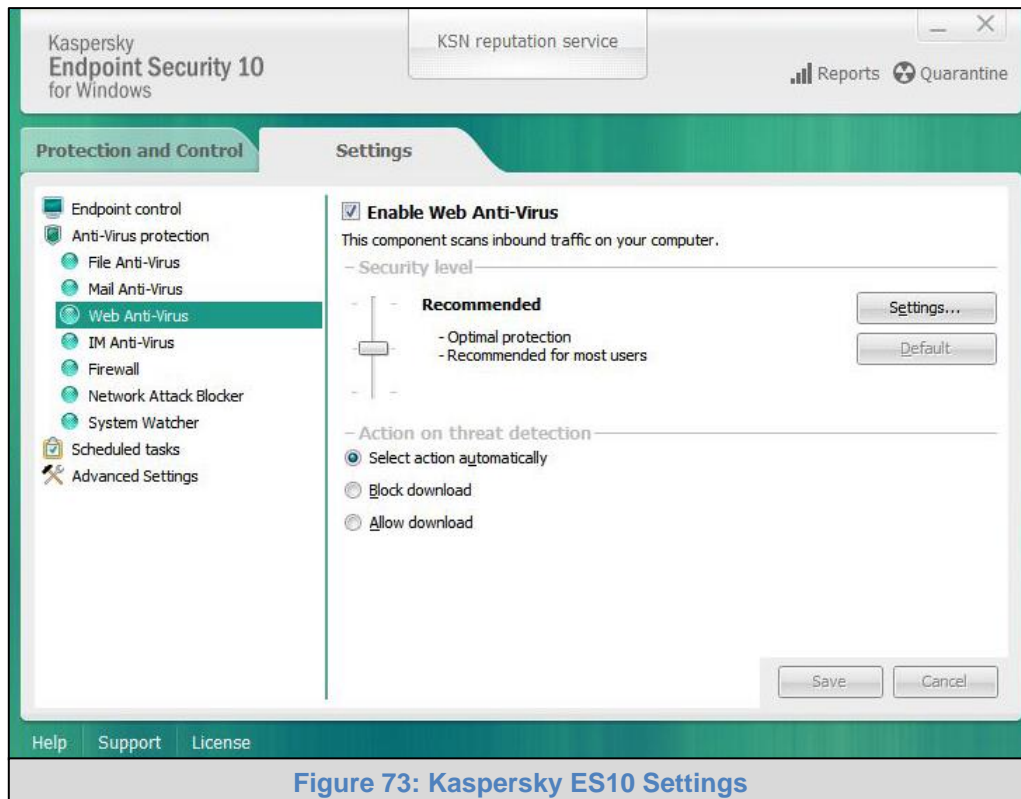 Kaspersky
Endpoint Security 10
for Windows
KSN reputation service
Reports
Quarantine
Protection and Control
Settings
Endpoint control
Anti-Virus protection
File Anti-Virus
Mail Anti-Virus
Web Anti-Virus
IM Anti-Virus
Firewall
Network Attack Blocker
System Watcher
Scheduled tasks
Advanced Settings
Enable Web Anti-Virus
This component scans inbound traffic on your computer.
Security level
Recommended
- Optimal protection
- Recommended for most users
Settings...
Default
Action on threat detection
Select action automatically
Block download
Allow download
Save
Cancel
Help
Support
License
Figure 73: Kaspersky ES10 Settings